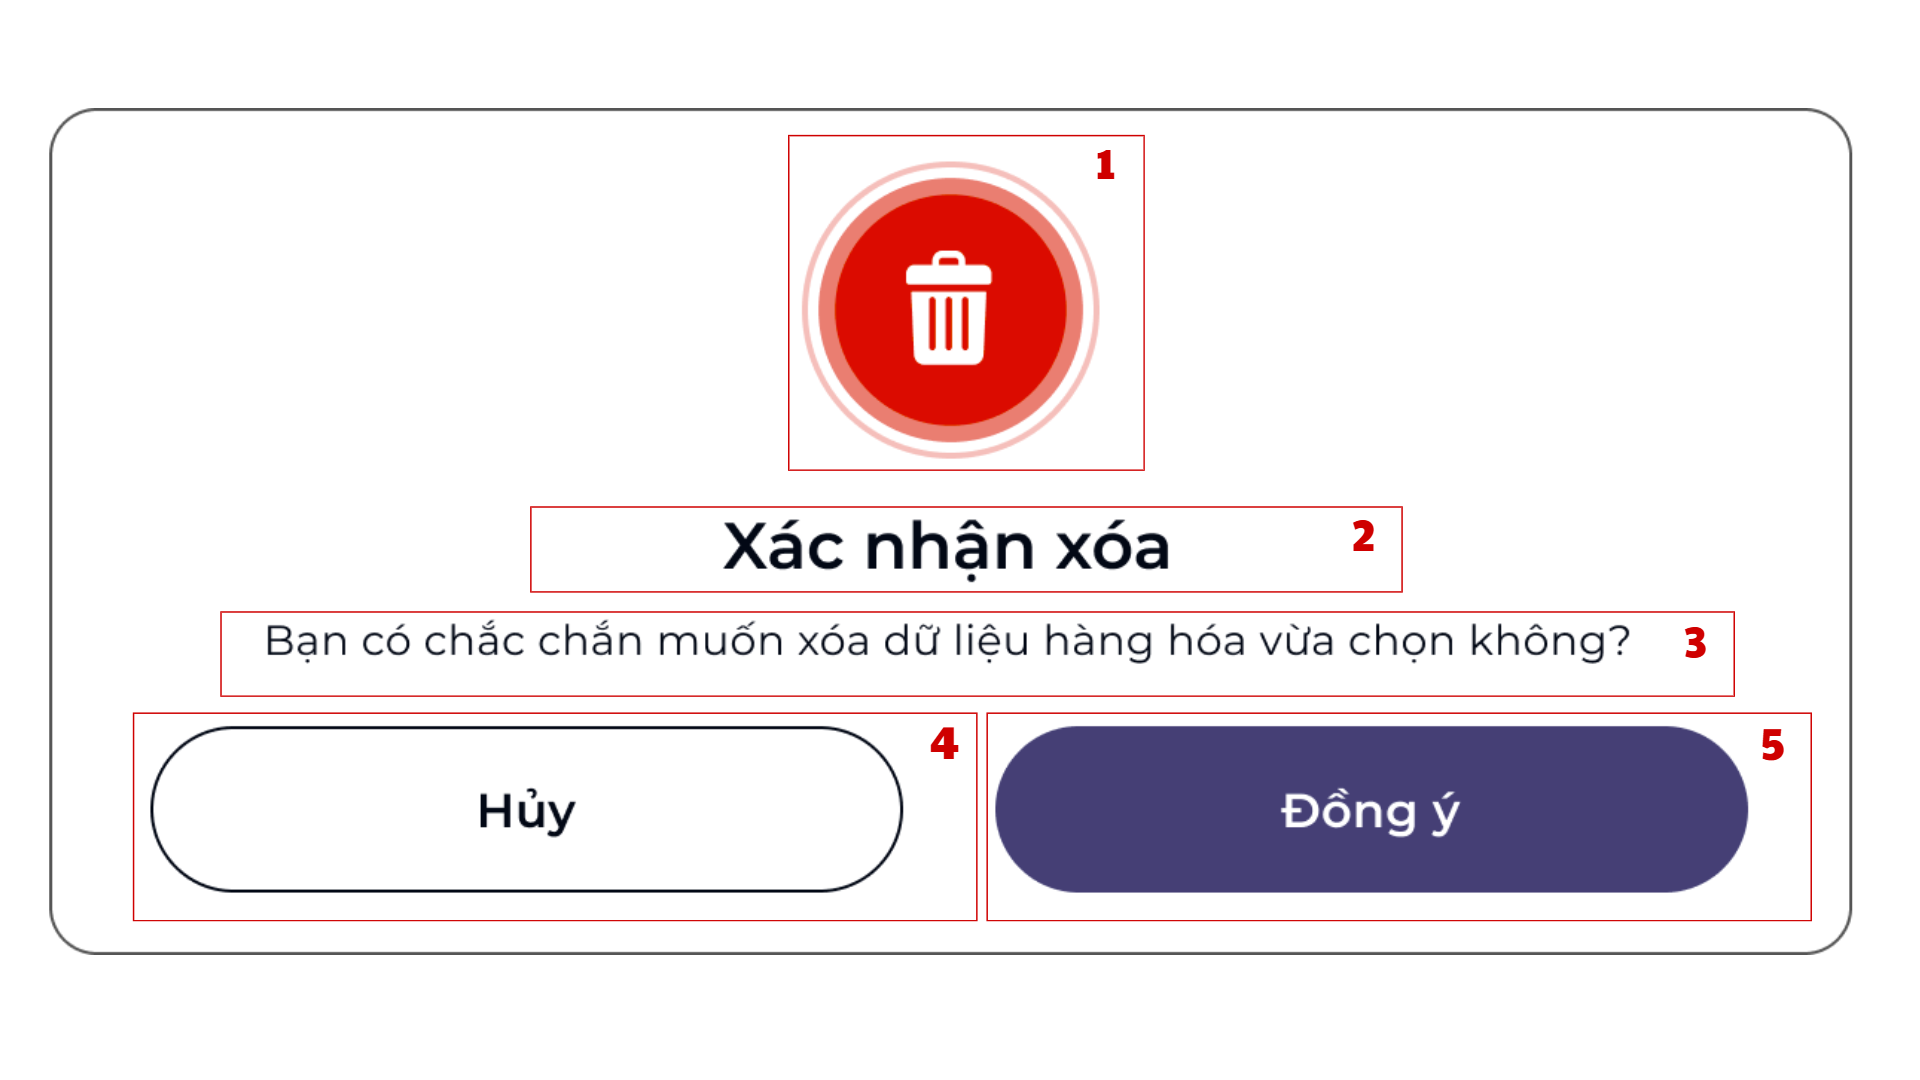 1
Xác nhận xóa 2
Bạn có chắc chắn muốn xóa dữ liệu hàng hóa vừa chọn không? 3
Hủy 4
Đồng ý 5